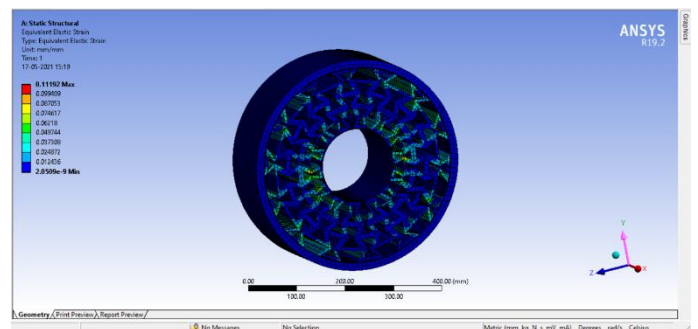 A: Static Structural
Equivalent Elastic Strain
Type: Equivalent Elastic Strain
Unit: mm/mm
Time: 1
17-05-2021 15:19
0.11192 Max
0.099489
0.087053
0.074617
0.06218
0.049744
0.037308
0.024872
0.012436
2.0509e-9 Min
ANSYS
R19.2
Graphics
Y
Z
X
0.00
200.00
400.00 (mm)
100.00
300.00
Geometry / Print Preview / Report Preview /
No Messages
No Selection
Metric (mm, kg, N, s, mV, mA) Degrees rad/s Celsius